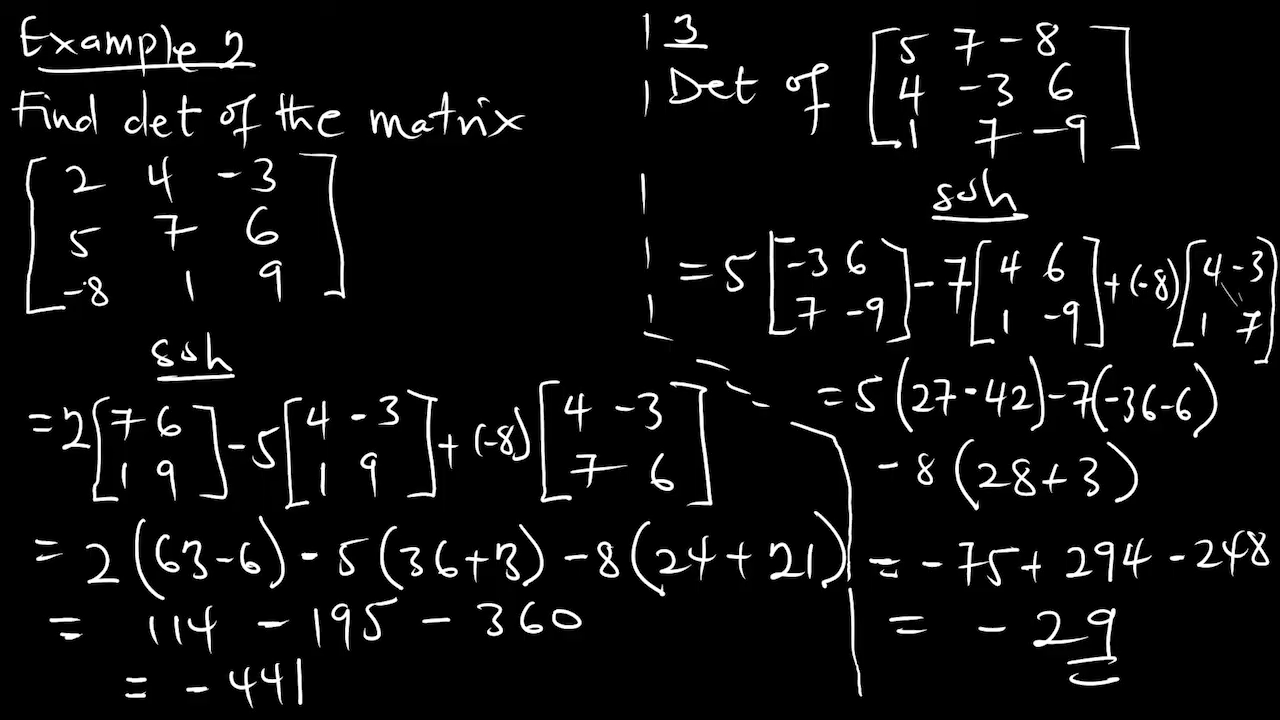 Example 2
Find det of the matrix
[2 4 -3
5 7 6
-8 1 9]
soln
= 2[7 6
1 9] - 5[4 -3
1 9] + (-8)[4 -3
7 6]
= 2(63-6) - 5(36+3) - 8(24+21)
= 114 - 195 - 360
= -441
3
Det of [5 7 -8
4 -3 6
1 7 -9]
soln
= 5[-3 6
7 -9] - 7[4 6
1 -9] + (-8)[4 -3
1 7]
= 5(27-42) - 7(-36-6)
- 8(28+3)
= -75 + 294 - 248
= -29